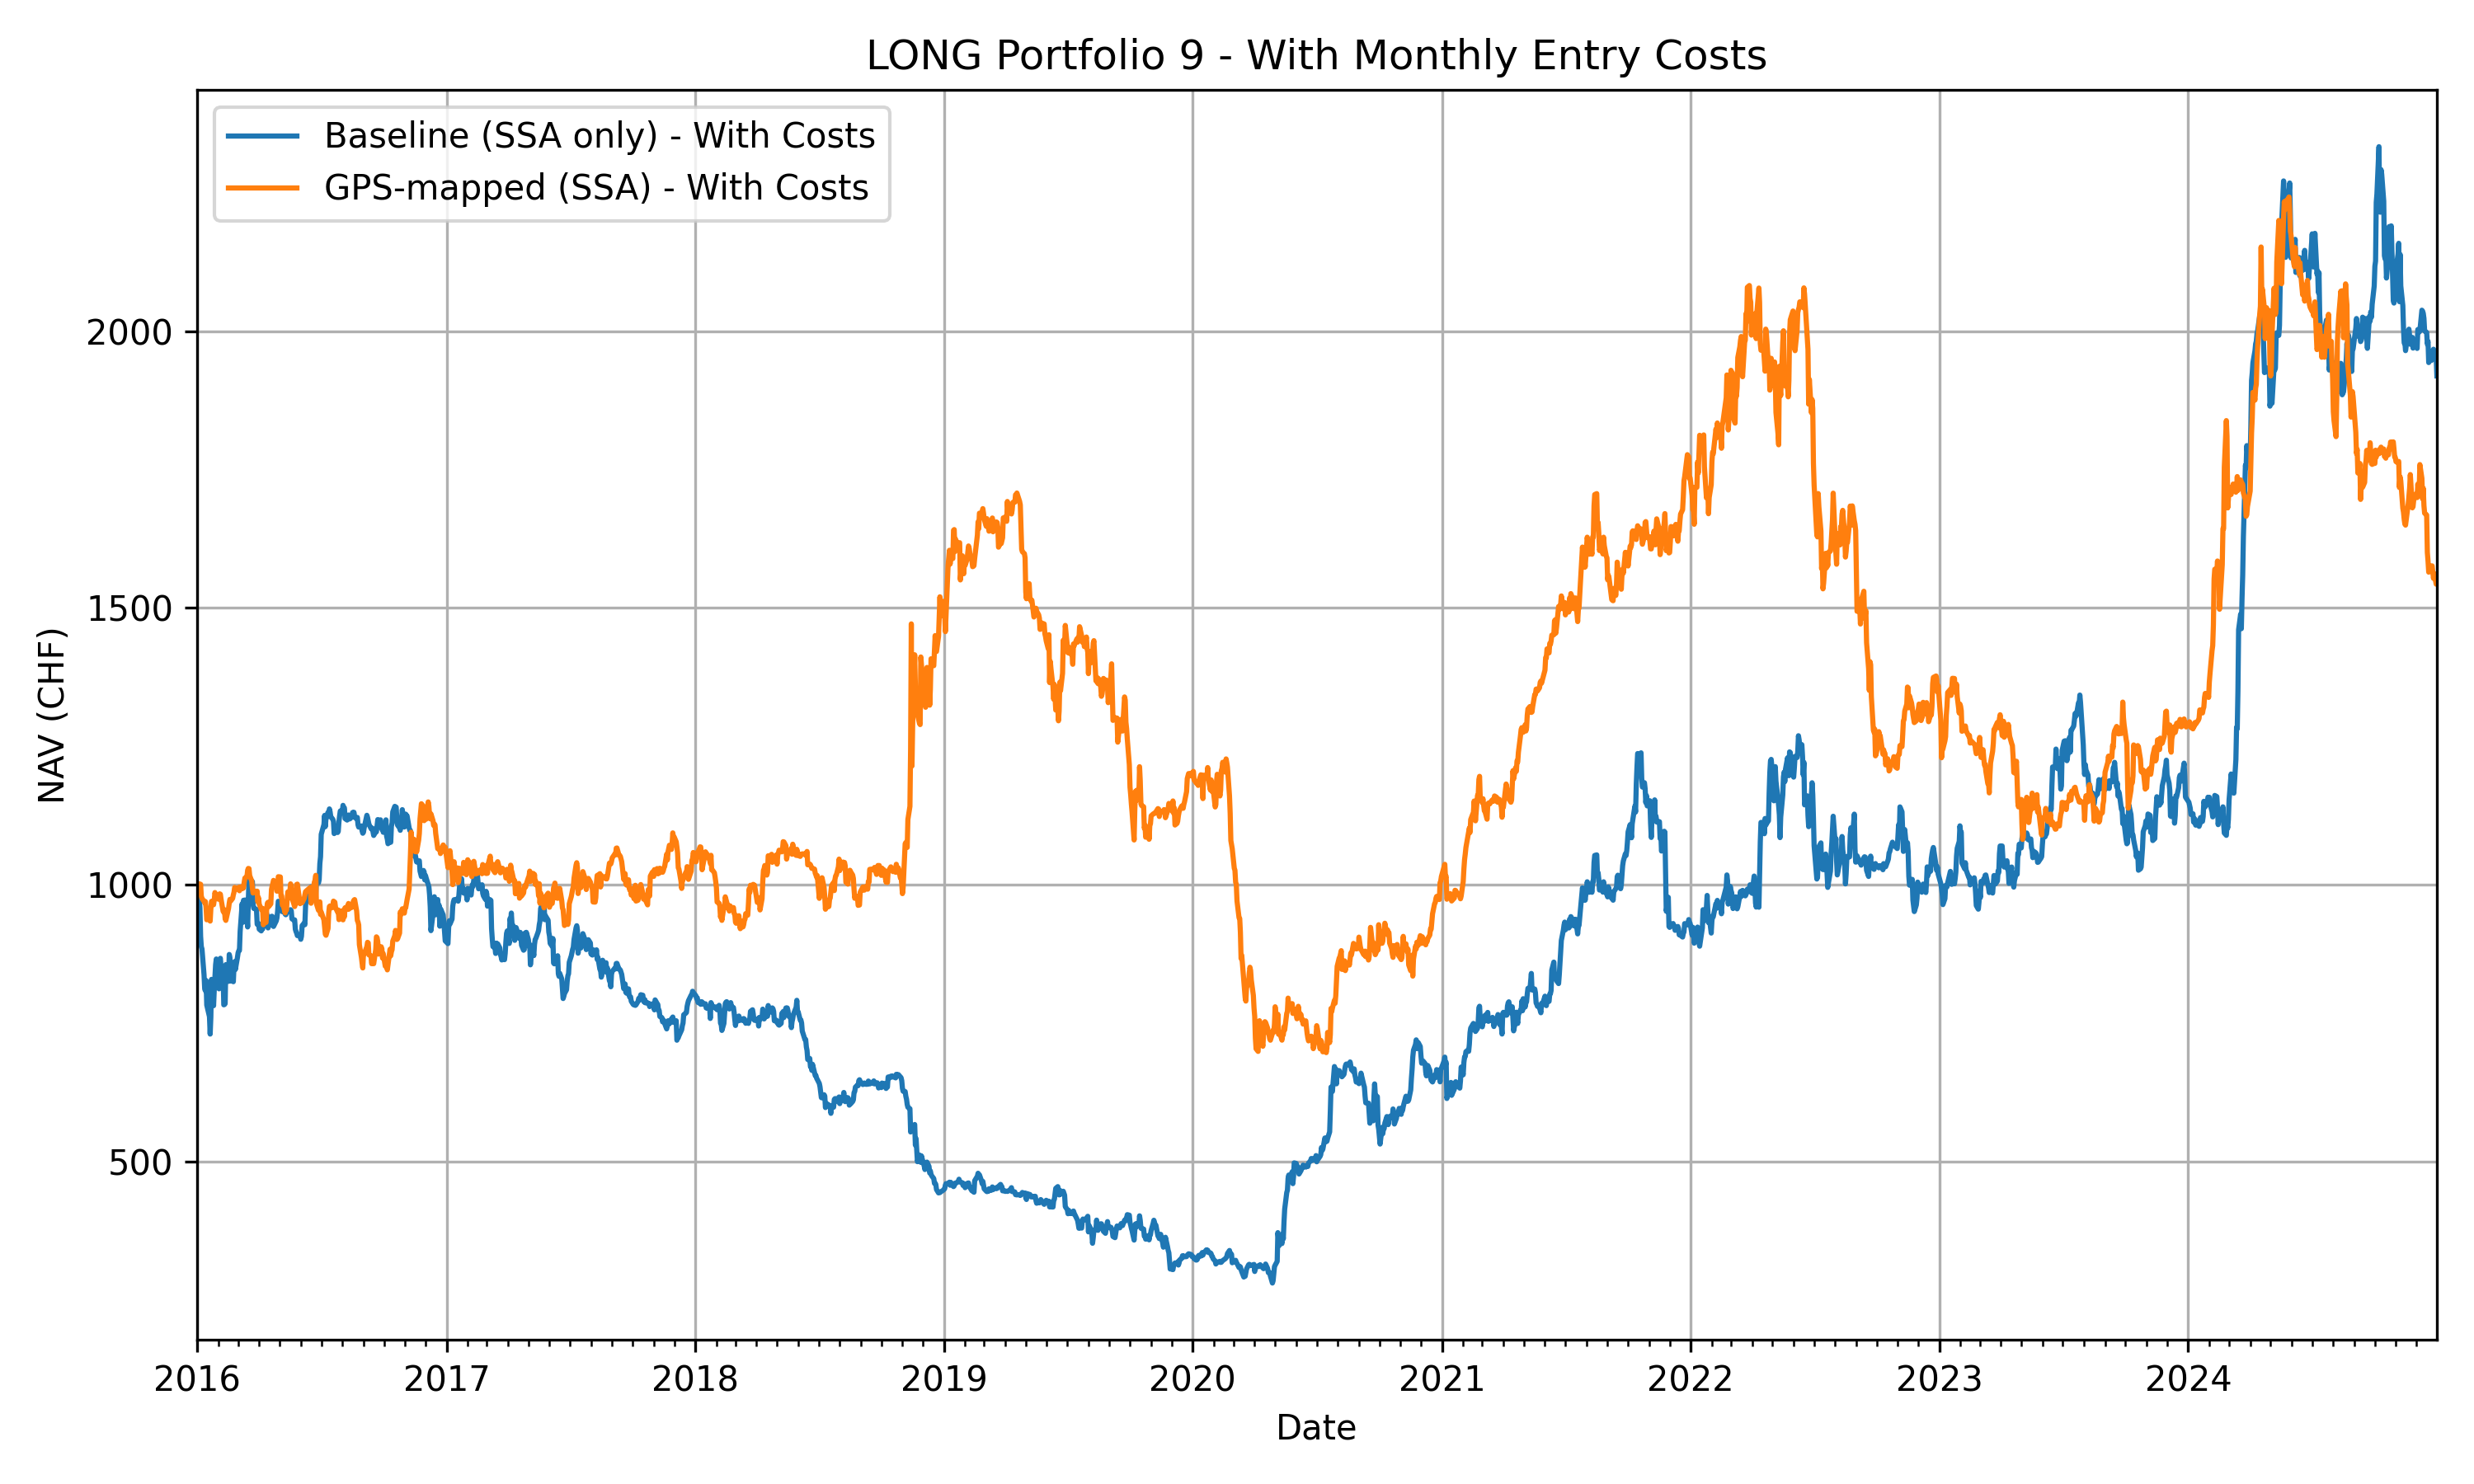 LONG Portfolio 9 - With Monthly Entry Costs
Baseline (SSA only) - With Costs
GPS-mapped (SSA) - With Costs
NAV (CHF)
2000
1500
1000
500
2016 2017 2018 2019 2020 2021 2022 2023 2024
Date